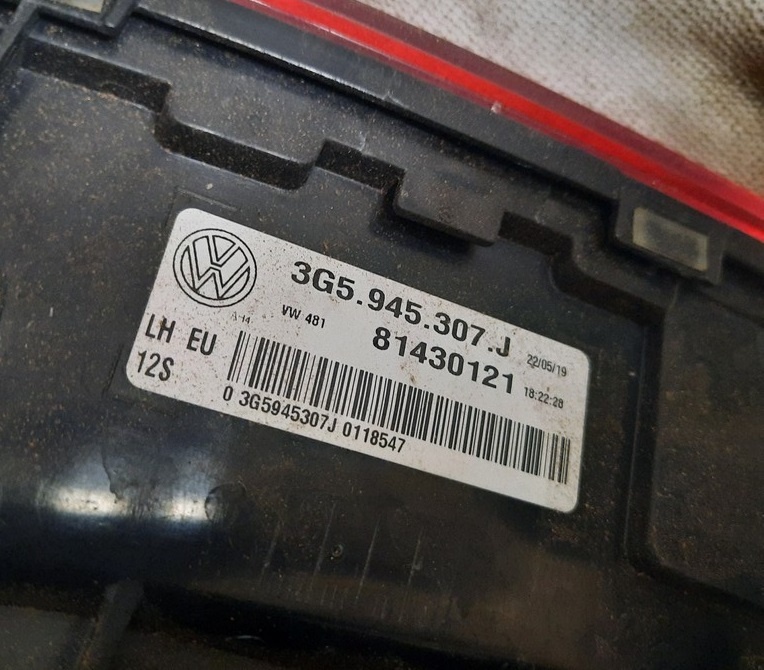 3G5.945.307.J
VW 481
81430121
22/05/19
18:22:28
LH EU
12S
0 3G5945307J 0118547